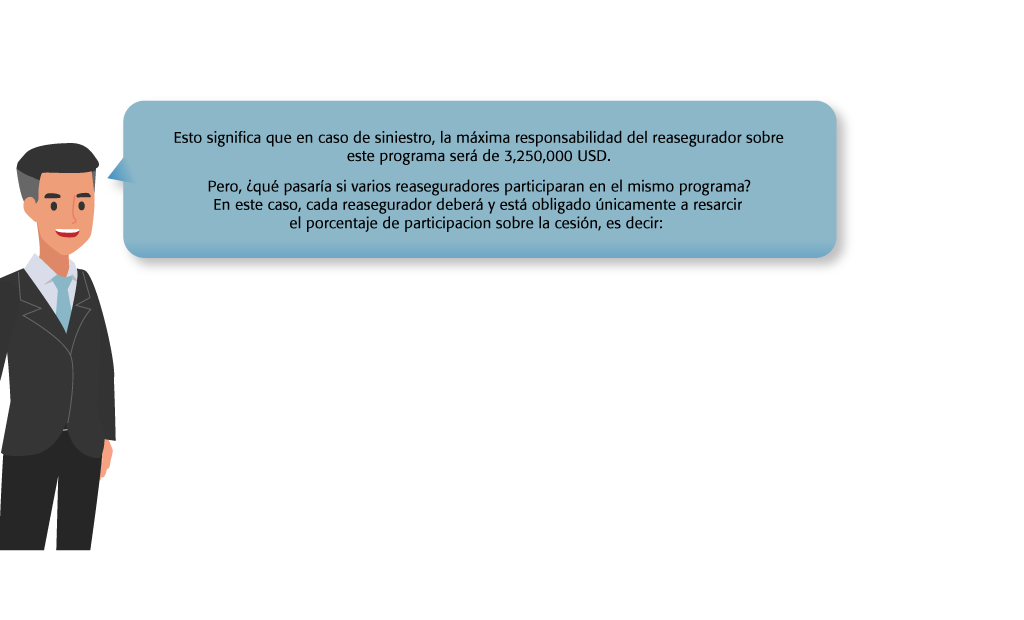 Esto significa que en caso de siniestro, la máxima responsabilidad del reasegurador sobre
este programa será de 3,250,000 USD.
Pero, ¿qué pasaría si varios reaseguradores participaran en el mismo programa?
En este caso, cada reasegurador deberá y está obligado únicamente a resarcir
el porcentaje de participacion sobre la cesión, es decir: